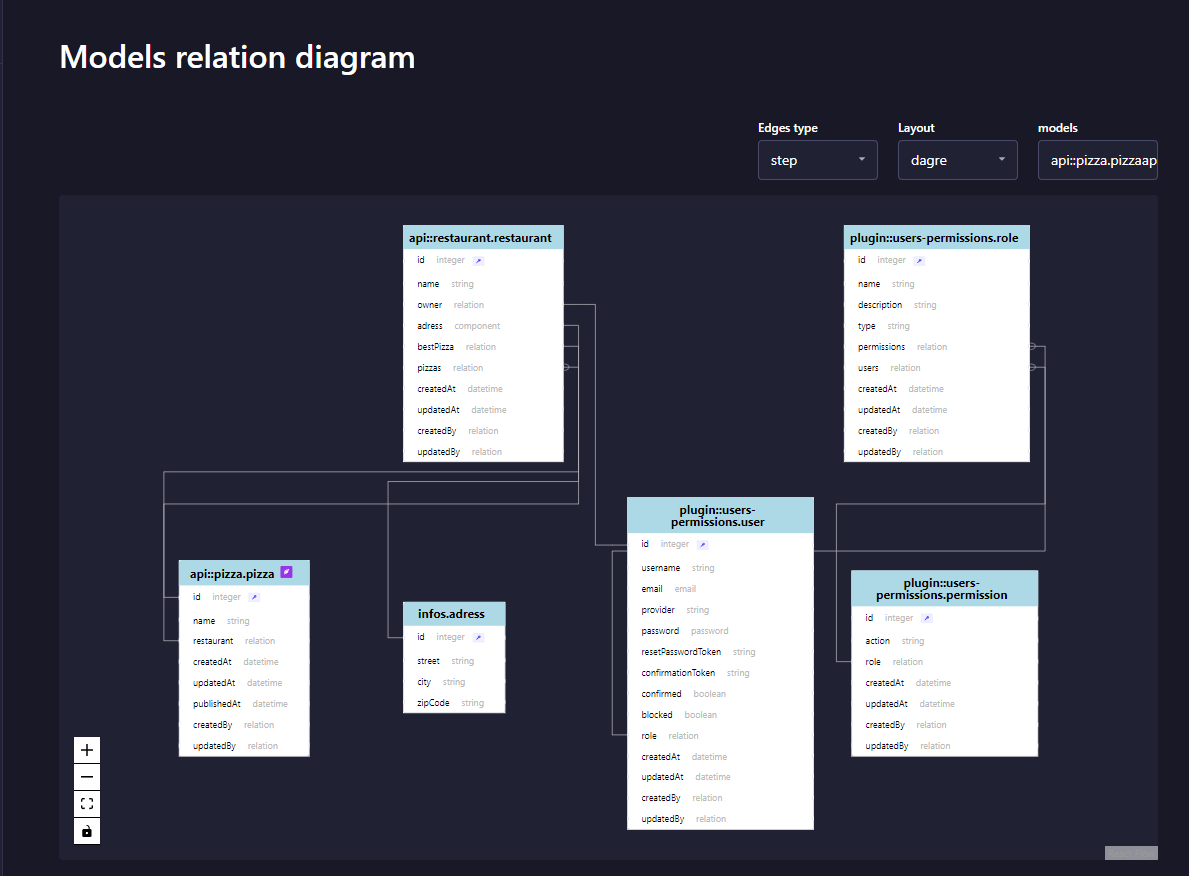 Models relation diagram
Edges type
step
Layout
dagre
models
api::pizza.pizzaap
api::restaurant.restaurant
id integer
name string
owner relation
adress component
bestPizza relation
pizzas relation
createdAt datetime
updatedAt datetime
createdBy relation
updatedBy relation
plugin::users-permissions.role
id integer
name string
description string
type string
permissions relation
users relation
createdAt datetime
updatedAt datetime
createdBy relation
updatedBy relation
api::pizza.pizza
id integer
name string
restaurant relation
createdAt datetime
updatedAt datetime
publishedAt datetime
createdBy relation
updatedBy relation
infos.adress
id integer
street string
city string
zipCode string
plugin::users-
permissions.user
id integer
username string
email email
provider string
password password
resetPasswordToken string
confirmationToken string
confirmed boolean
blocked boolean
role relation
createdAt datetime
updatedAt datetime
createdBy relation
updatedBy relation
plugin::users-
permissions.permission
id integer
action string
role relation
createdAt datetime
updatedAt datetime
createdBy relation
updatedBy relation